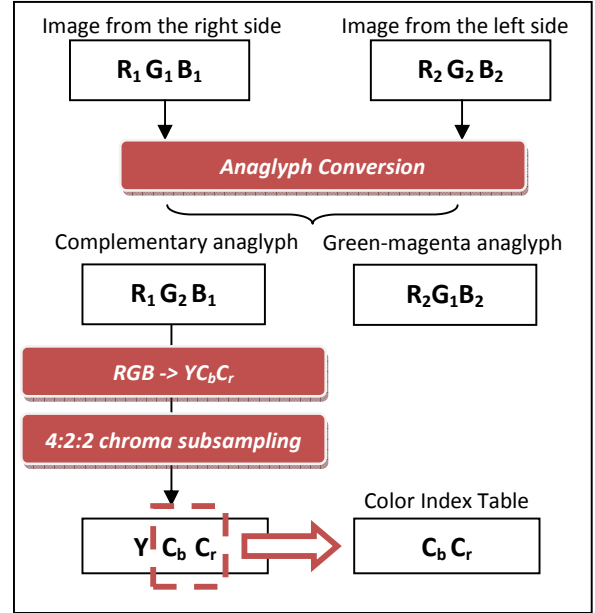 Image from the right side
Image from the left side
R₁ G₁ B₁
R₂ G₂ B₂
Anaglyph Conversion
Complementary anaglyph
Green-magenta anaglyph
R₁ G₂ B₁
R₂G₁B₂
RGB -> YCbCr
4:2:2 chroma subsampling
Color Index Table
Y Cb Cr
Cb Cr